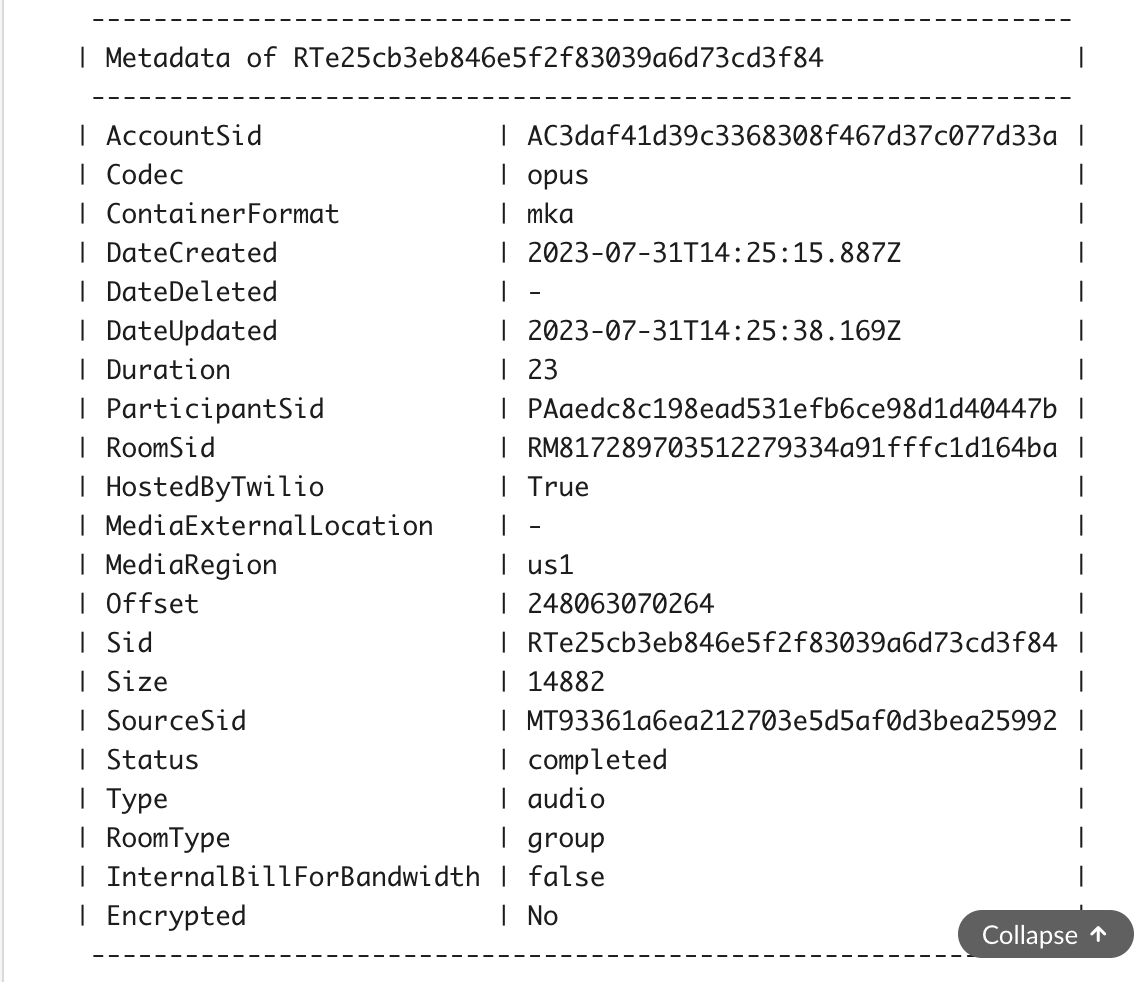 ----------------------------------------------------------------
| Metadata of RTe25cb3eb846e5f2f83039a6d73cd3f84 |
----------------------------------------------------------------
| AccountSid | AC3daf41d39c3368308f467d37c077d33a |
| Codec | opus |
| ContainerFormat | mka |
| DateCreated | 2023-07-31T14:25:15.887Z |
| DateDeleted | - |
| DateUpdated | 2023-07-31T14:25:38.169Z |
| Duration | 23 |
| ParticipantSid | PAaedc8c198ead531efb6ce98d1d40447b |
| RoomSid | RM817289703512279334a91fffc1d164ba |
| HostedByTwilio | True |
| MediaExternalLocation | - |
| MediaRegion | us1 |
| Offset | 248063070264 |
| Sid | RTe25cb3eb846e5f2f83039a6d73cd3f84 |
| Size | 14882 |
| SourceSid | MT93361a6ea212703e5d5af0d3bea25992 |
| Status | completed |
| Type | audio |
| RoomType | group |
| InternalBillForBandwidth | false |
| Encrypted | No |
Collapse ↑
----------------------------------------------------------------